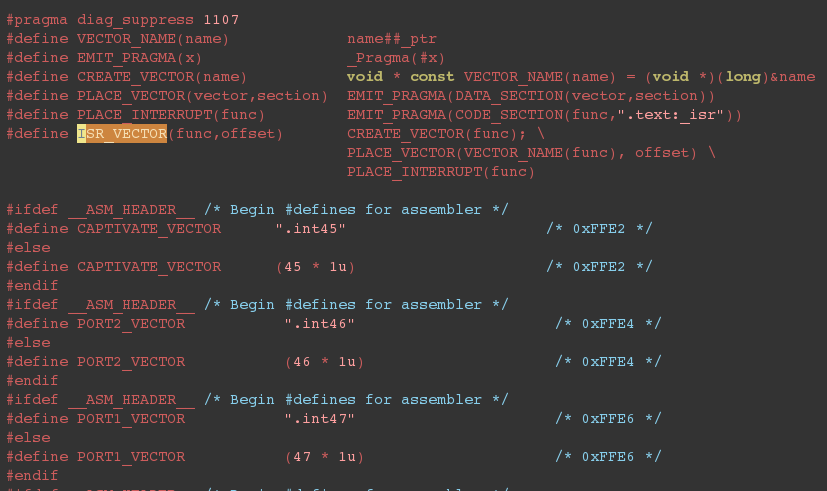 #pragma diag_suppress 1107
#define VECTOR_NAME(name)             name##_ptr
#define EMIT_PRAGMA(x)                _Pragma(#x)
#define CREATE_VECTOR(name)           void * const VECTOR_NAME(name) = (void *)(long)&name
#define PLACE_VECTOR(vector,section)  EMIT_PRAGMA(DATA_SECTION(vector,section))
#define PLACE_INTERRUPT(func)         EMIT_PRAGMA(CODE_SECTION(func,".text:_isr"))
#define ISR_VECTOR(func,offset)       CREATE_VECTOR(func); \
                                      PLACE_VECTOR(VECTOR_NAME(func), offset) \
                                      PLACE_INTERRUPT(func)
#ifdef __ASM_HEADER__ /* Begin #defines for assembler */
#define CAPTIVATE_VECTOR      ".int45"                      /* 0xFFE2 */
#else
#define CAPTIVATE_VECTOR      (45 * 1u)                     /* 0xFFE2 */
#endif
#ifdef __ASM_HEADER__ /* Begin #defines for assembler */
#define PORT2_VECTOR           ".int46"                      /* 0xFFE4 */
#else
#define PORT2_VECTOR           (46 * 1u)                     /* 0xFFE4 */
#endif
#ifdef __ASM_HEADER__ /* Begin #defines for assembler */
#define PORT1_VECTOR           ".int47"                      /* 0xFFE6 */
#else
#define PORT1_VECTOR           (47 * 1u)                     /* 0xFFE6 */
#endif